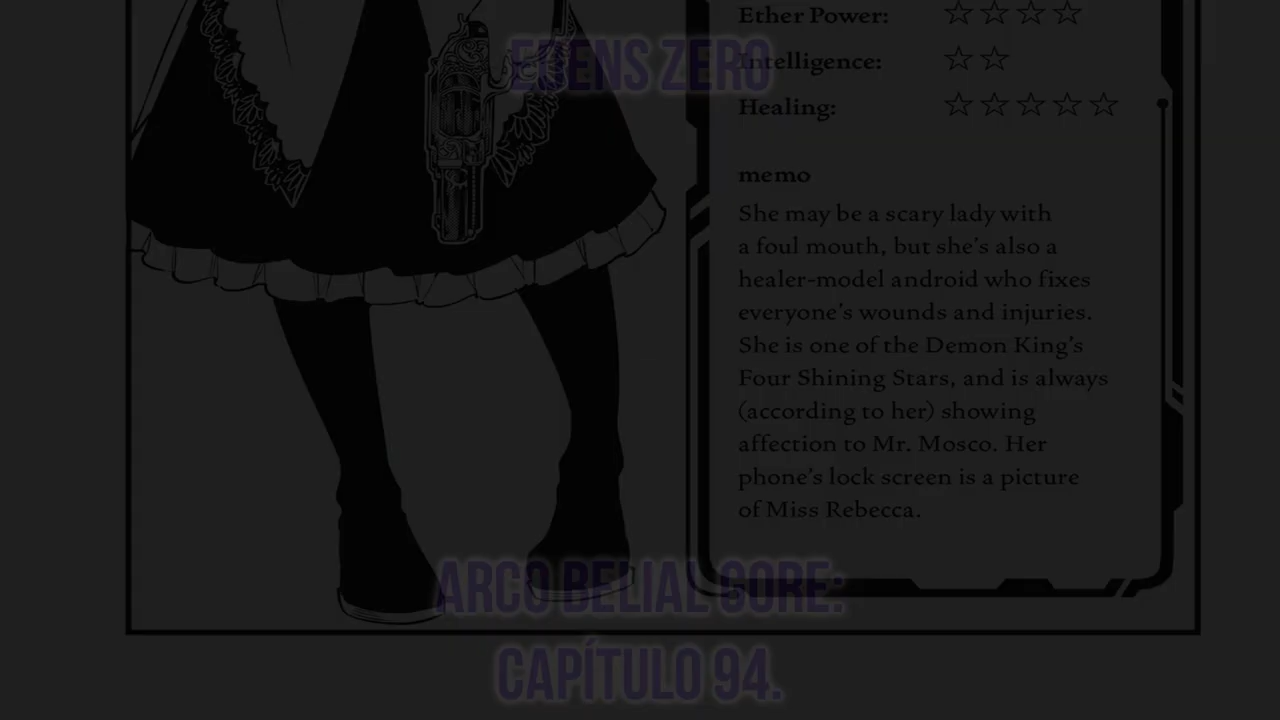 Ether Power: ☆☆☆☆
EDENS ZERO
Intelligence: ☆☆
Healing: ☆☆☆☆☆
memo
She may be a scary lady with
a foul mouth, but she's also a
healer-model android who fixes
everyone's wounds and injuries.
She is one of the Demon King's
Four Shining Stars, and is always
(according to her) showing
affection to Mr. Mosco. Her
phone's lock screen is a picture
of Miss Rebecca.
ARCO BELIAL GORE:
CAPÍTULO 94.